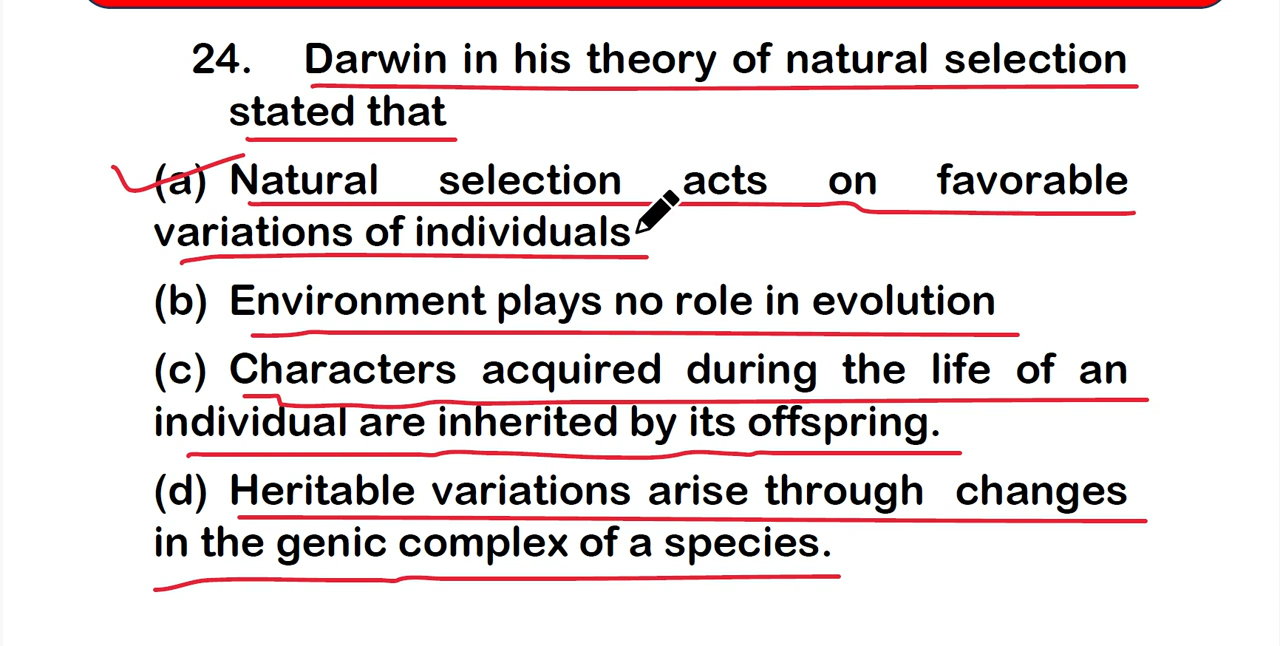 24. Darwin in his theory of natural selection
stated that
(a) Natural selection acts on favorable
variations of individuals
(b) Environment plays no role in evolution
(c) Characters acquired during the life of an
individual are inherited by its offspring.
(d) Heritable variations arise through changes
in the genic complex of a species.